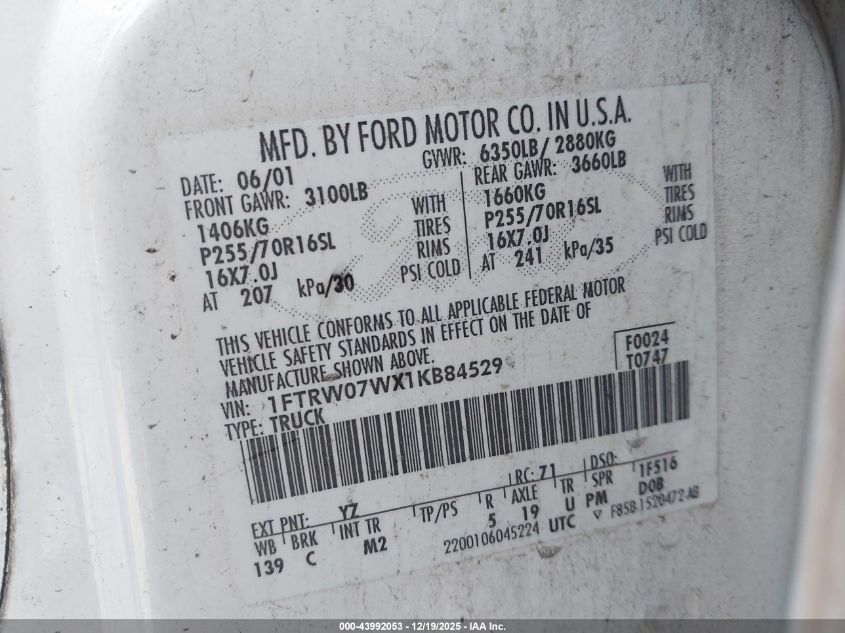 MFD. BY FORD MOTOR CO. IN U.S.A.
DATE: 06/01 GVWR: 6350LB/ 2880KG
FRONT GAWR: 3100LB REAR GAWR: 3660LB
1406KG WITH 1660KG WITH
P255/70R16SL TIRES P255/70R16SL TIRES
16X7.0J RIMS 16X7.0J RIMS
AT 207 kPa/30 PSI COLD AT 241 kPa/35 PSI COLD
THIS VEHICLE CONFORMS TO ALL APPLICABLE FEDERAL MOTOR
VEHICLE SAFETY STANDARDS IN EFFECT ON THE DATE OF
MANUFACTURE SHOWN ABOVE.
VIN: 1FTRW07WX1KB84529 F0024
TYPE: TRUCK T0747
EXT PNT: YZ RC: 71 DSO: 1F516
WB BRK INT TR TP/PS R AXLE TR SPR
139 C M2 5 19 U PM DOB
2200106045224 UTC ▽ F85B-1520472-AB
000-43992053 - 12/19/2025 - IAA Inc.